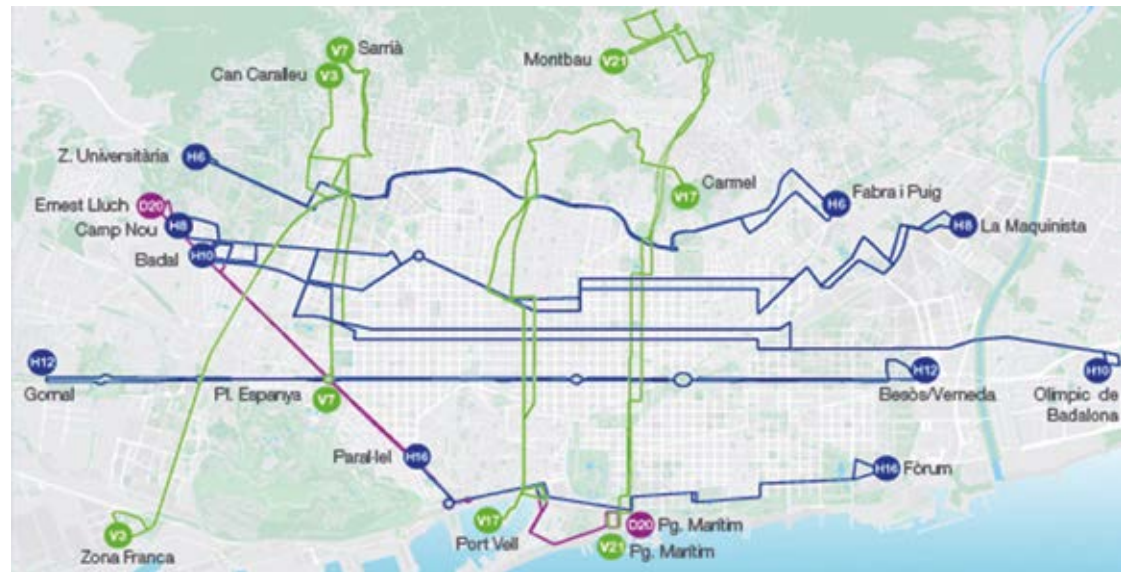 V7 Sarrià
Can Caralleu V3
Montbau V21
Z. Universitària H6
Ernest Lluch D20
Camp Nou H8
Badal H10
Carmel
V17
Fabra i Puig
H6
H8 La Maquinista
H12
Gornal
Pl. Espanya
V7
H12
Besòs/Verneda
H10
Olímpic de
Badalona
Paral·lel H16
H16 Fòrum
V3
Zona Franca
V17
Port Vell
D20 Pg. Marítim
V21 Pg. Marítim